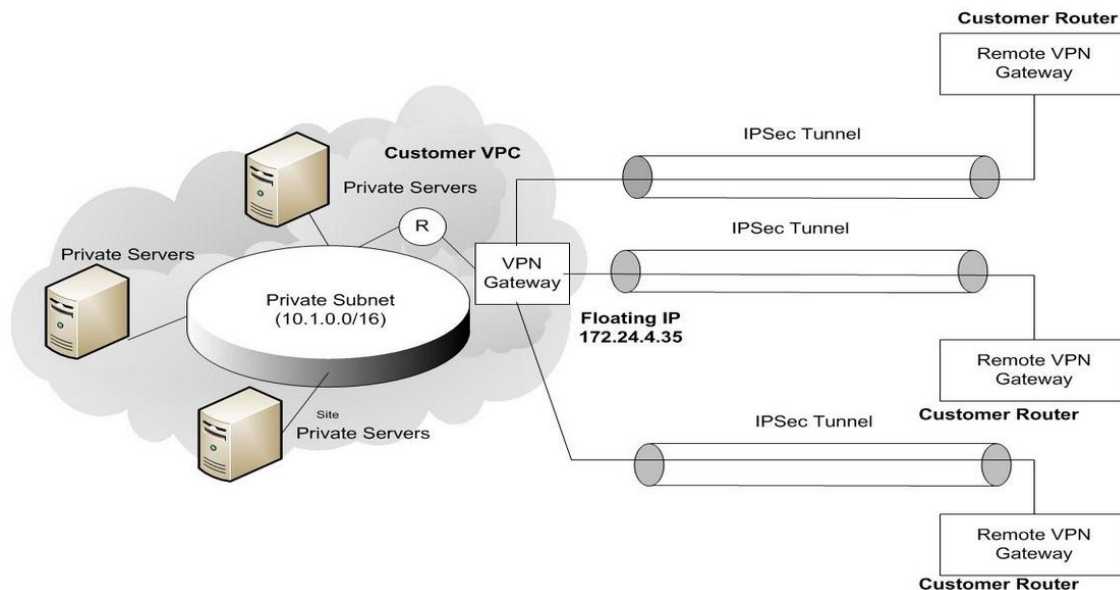 Customer Router
Remote VPN
Gateway
IPSec Tunnel
Customer VPC
Private Servers
R
IPSec Tunnel
Private Servers
VPN
Gateway
Private Subnet
(10.1.0.0/16)
Floating IP
172.24.4.35
Remote VPN
Gateway
Customer Router
Site
Private Servers
IPSec Tunnel
Remote VPN
Gateway
Customer Router